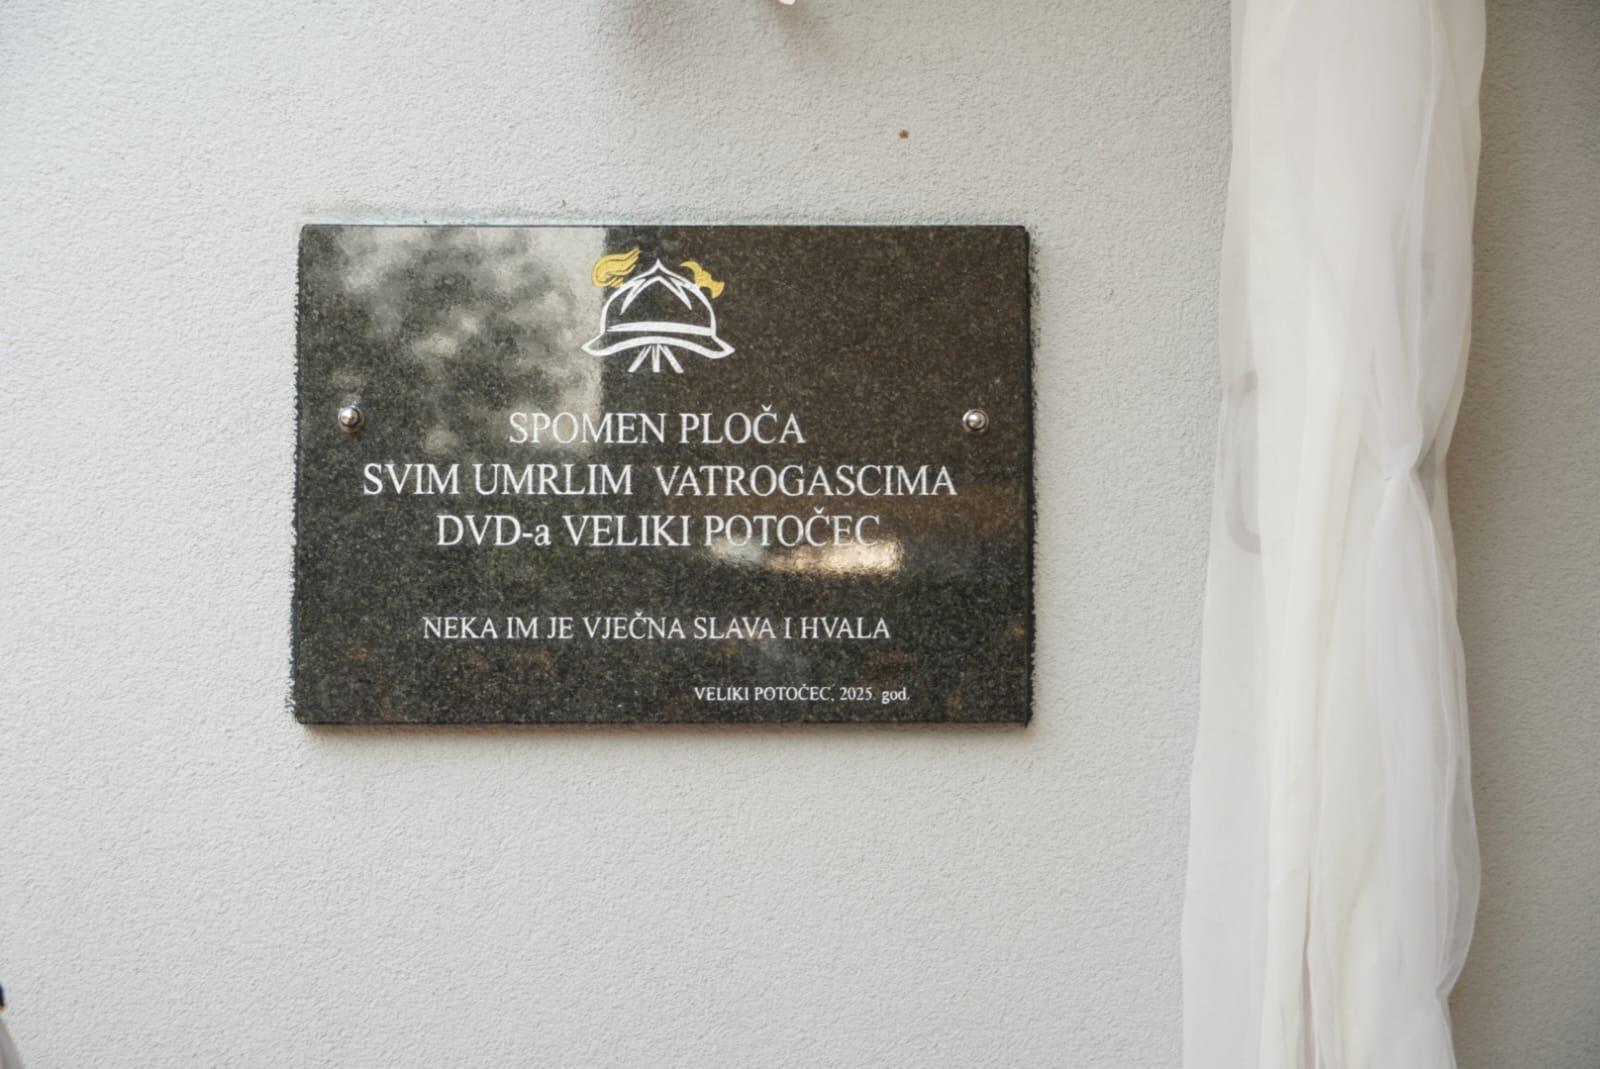 SPOMEN PLOČA
SVIM UMRLIM VATROGASCIMA
DVD-a VELIKI POTOČEC
NEKA IM JE VJEČNA SLAVA I HVALA
VELIKI POTOČEC, 2025. god.